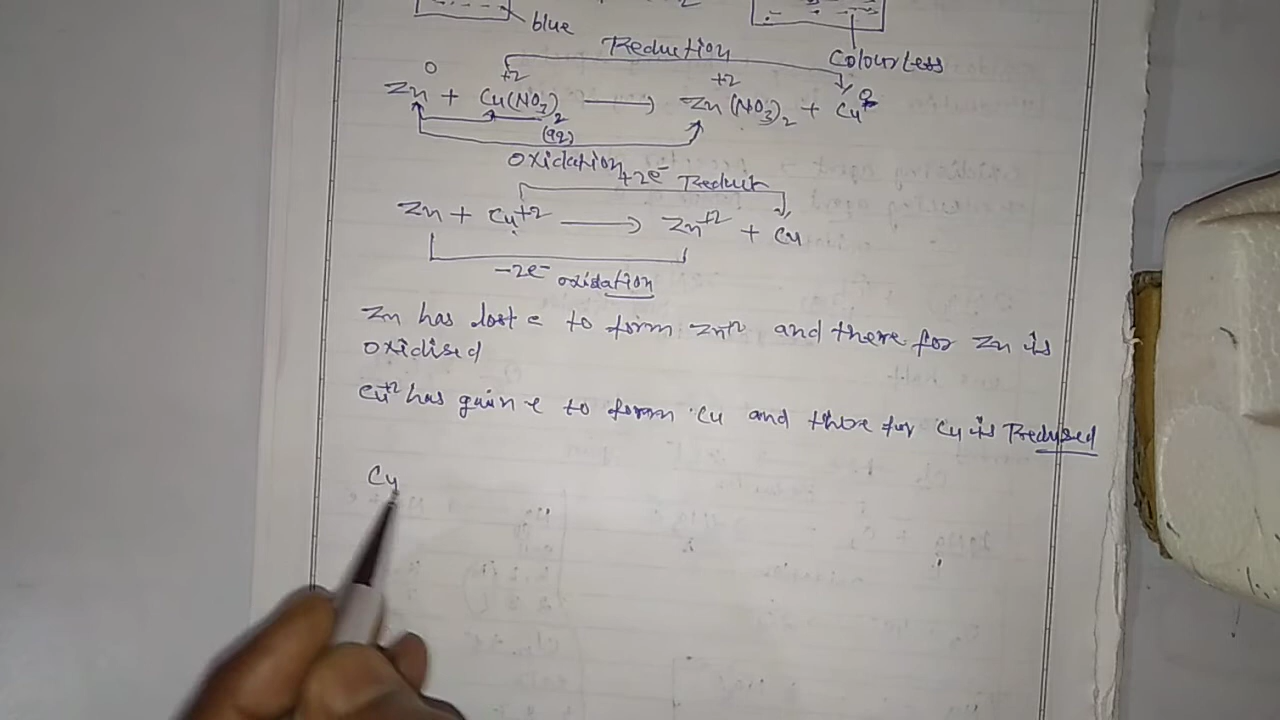 blue
Colourless
Reduction
0 +2 +2 0
Zn + Cu(NO3)2 → Zn(NO3)2 + Cu
(aq)
oxidation
+2e- Reduct
Zn + Cu+2 → Zn+2 + Cu
-2e- oxidation
Zn has lost e to form Zn+2 and there for Zn is
oxidised
Cu+2 has gain e to form Cu and there for Cu is Redused
Cu